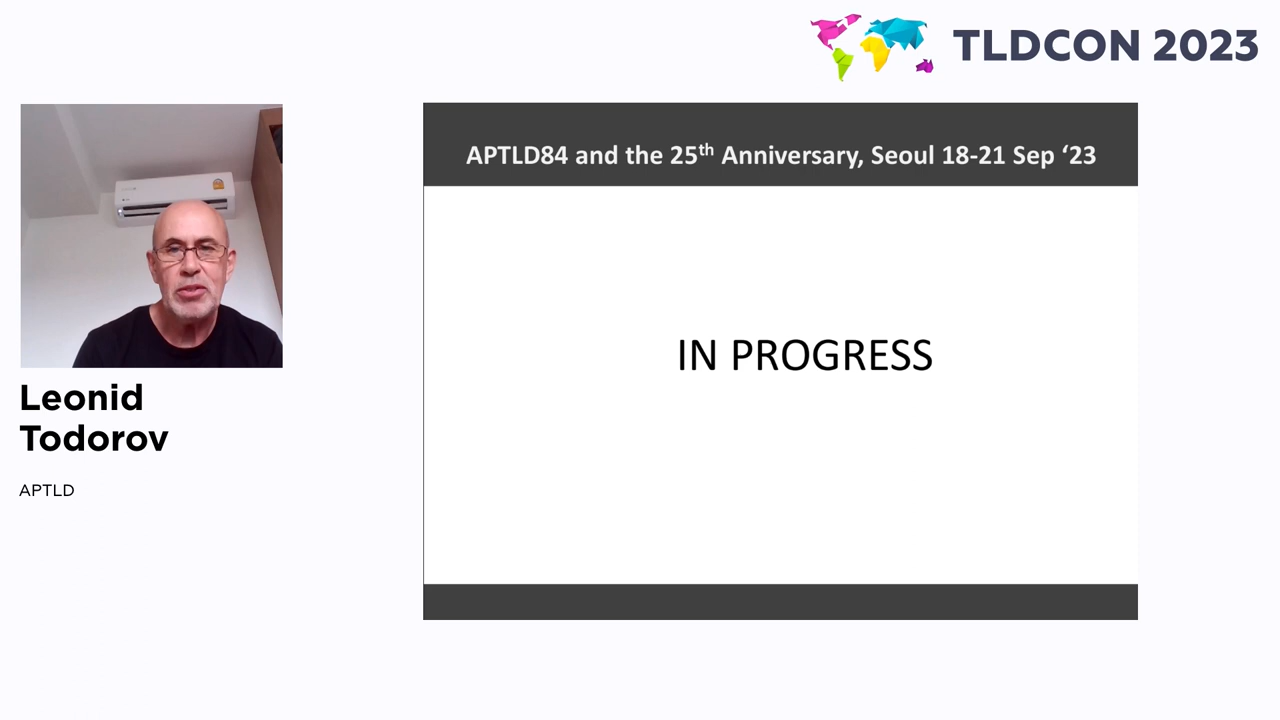 TLDCON 2023
APTLD84 and the 25th Anniversary, Seoul 18-21 Sep ‘23
IN PROGRESS
Leonid
Todorov
APTLD